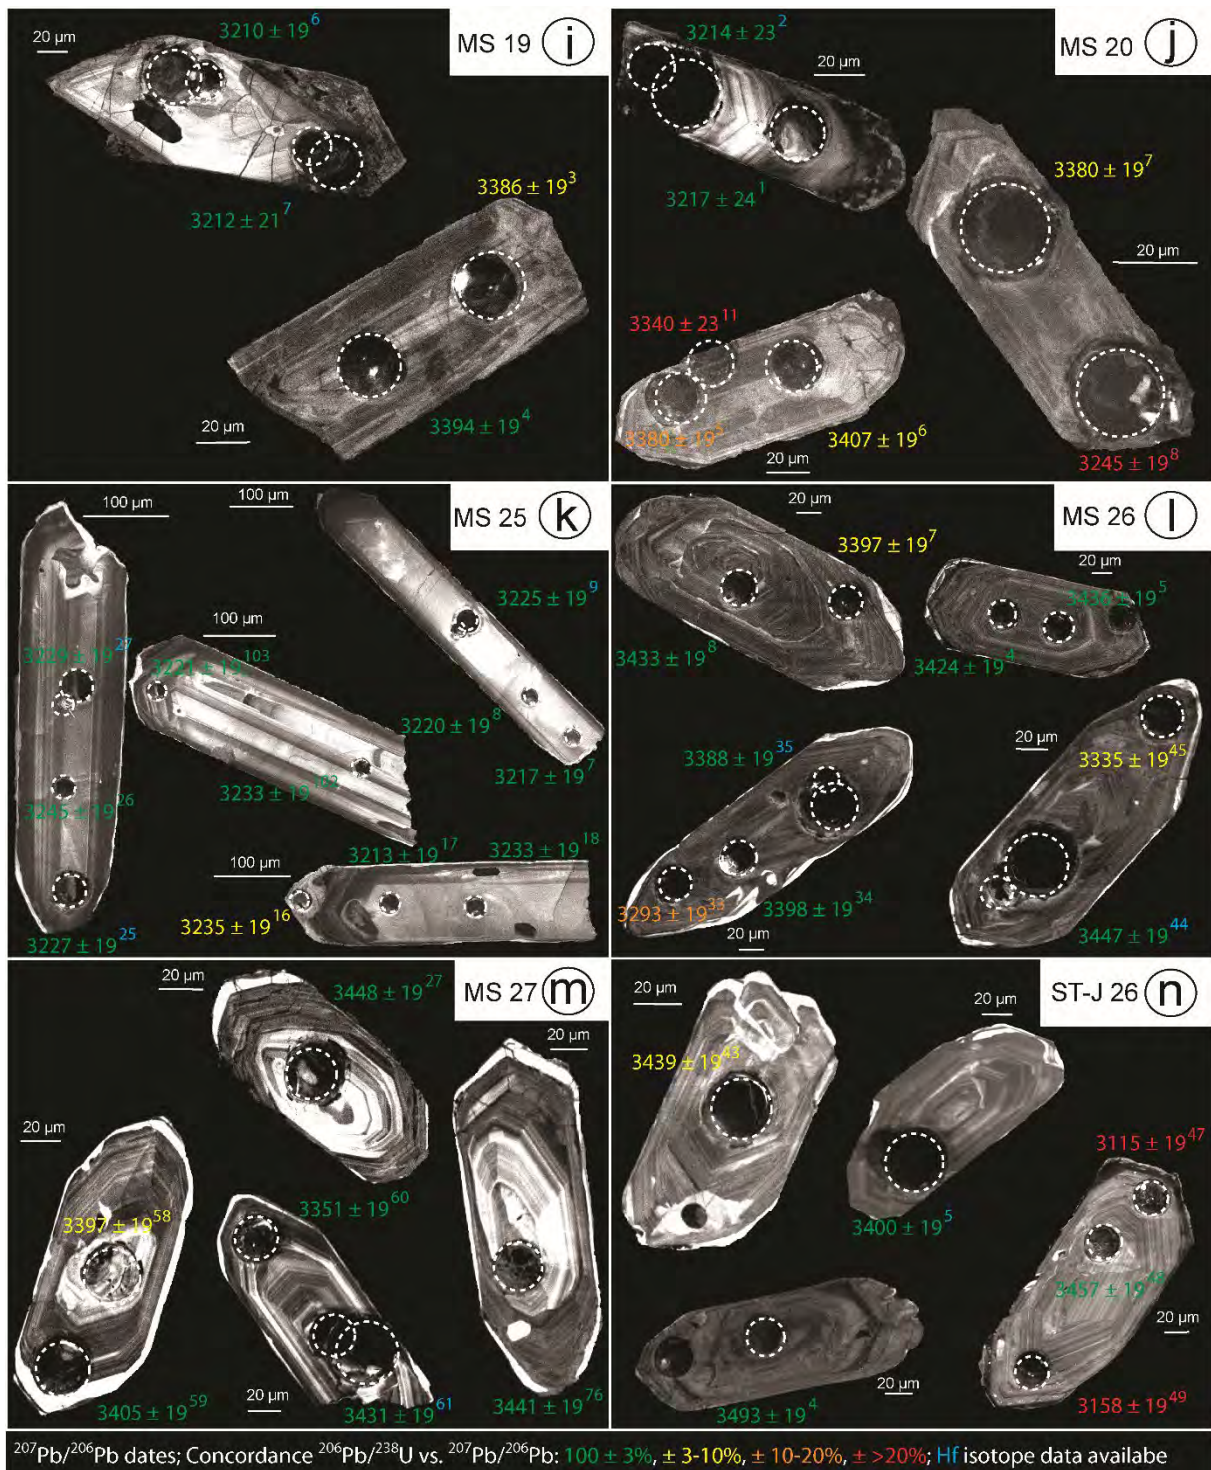 20 µm
3210 ± 19⁶
MS 19 i
3212 ± 21⁷
3386 ± 19³
20 µm
3394 ± 19⁴
3214 ± 23²
20 µm
MS 20 j
3217 ± 24¹
3380 ± 19⁷
20 µm
3340 ± 23¹¹
3380 ± 19⁵
3407 ± 19⁶
20 µm
3245 ± 19⁸
100 µm
100 µm
MS 25 k
3225 ± 19⁹
100 µm
3229 ± 19²⁷
3221 ± 19¹⁰³
3220 ± 19⁸
3217 ± 19⁷
3245 ± 19²⁶
3233 ± 19¹⁰²
100 µm
3213 ± 19¹⁷
3233 ± 19¹⁸
3235 ± 19¹⁶
3227 ± 19²⁵
20 µm
MS 26 l
3397 ± 19⁷
20 µm
3436 ± 19⁵
3433 ± 19⁸
3424 ± 19⁴
3388 ± 19³⁵
20 µm
3335 ± 19⁴⁵
3293 ± 19³³
3398 ± 19³⁴
20 µm
3447 ± 19⁴⁴
20 µm
3448 ± 19²⁷
MS 27 m
20 µm
20 µm
3397 ± 19⁵⁸
3351 ± 19⁶⁰
3405 ± 19⁵⁹
20 µm
3431 ± 19⁶¹
3441 ± 19⁷⁶
20 µm
20 µm
ST-J 26 n
3439 ± 19⁴³
3115 ± 19⁴⁷
3400 ± 19⁵
3457 ± 19⁴⁸
20 µm
3493 ± 19⁴
20 µm
3158 ± 19⁴⁹
²⁰⁷Pb/²⁰⁶Pb dates; Concordance ²⁰⁶Pb/²³⁸U vs. ²⁰⁷Pb/²⁰⁶Pb: 100 ± 3%, ± 3-10%, ± 10-20%, ± >20%; Hf isotope data availabe